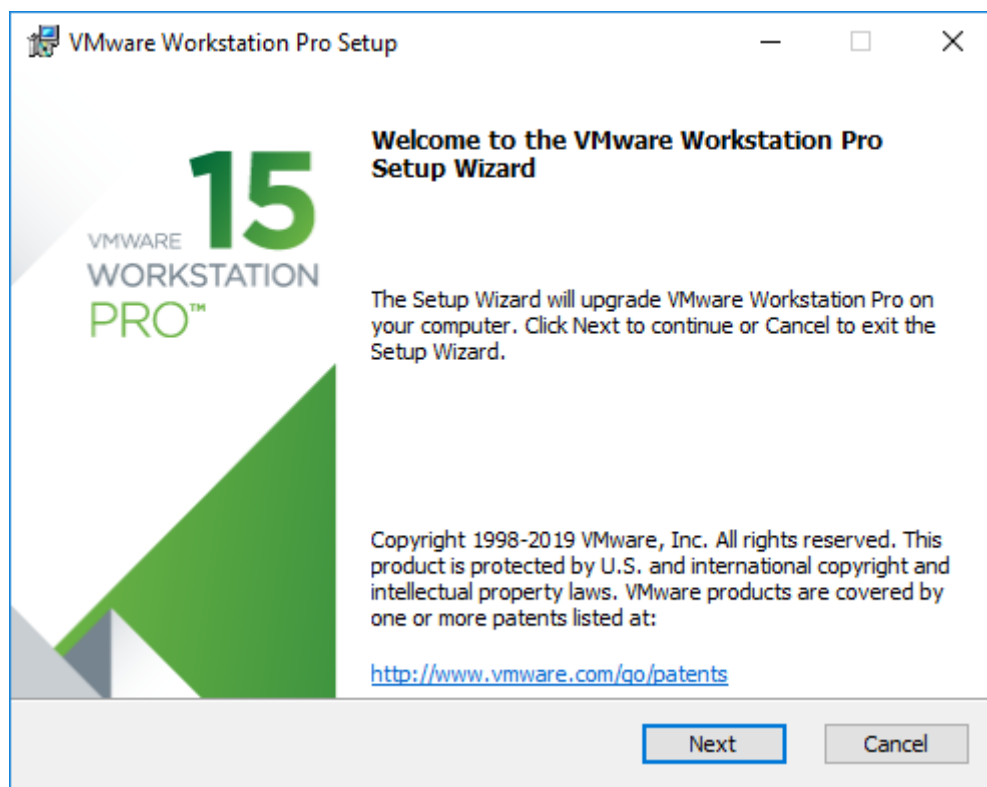 VMware Workstation Pro Setup
Welcome to the VMware Workstation Pro
Setup Wizard
15
VMWARE
WORKSTATION
PRO™
The Setup Wizard will upgrade VMware Workstation Pro on
your computer. Click Next to continue or Cancel to exit the
Setup Wizard.
Copyright 1998-2019 VMware, Inc. All rights reserved. This
product is protected by U.S. and international copyright and
intellectual property laws. VMware products are covered by
one or more patents listed at:
http://www.vmware.com/go/patents
Next
Cancel